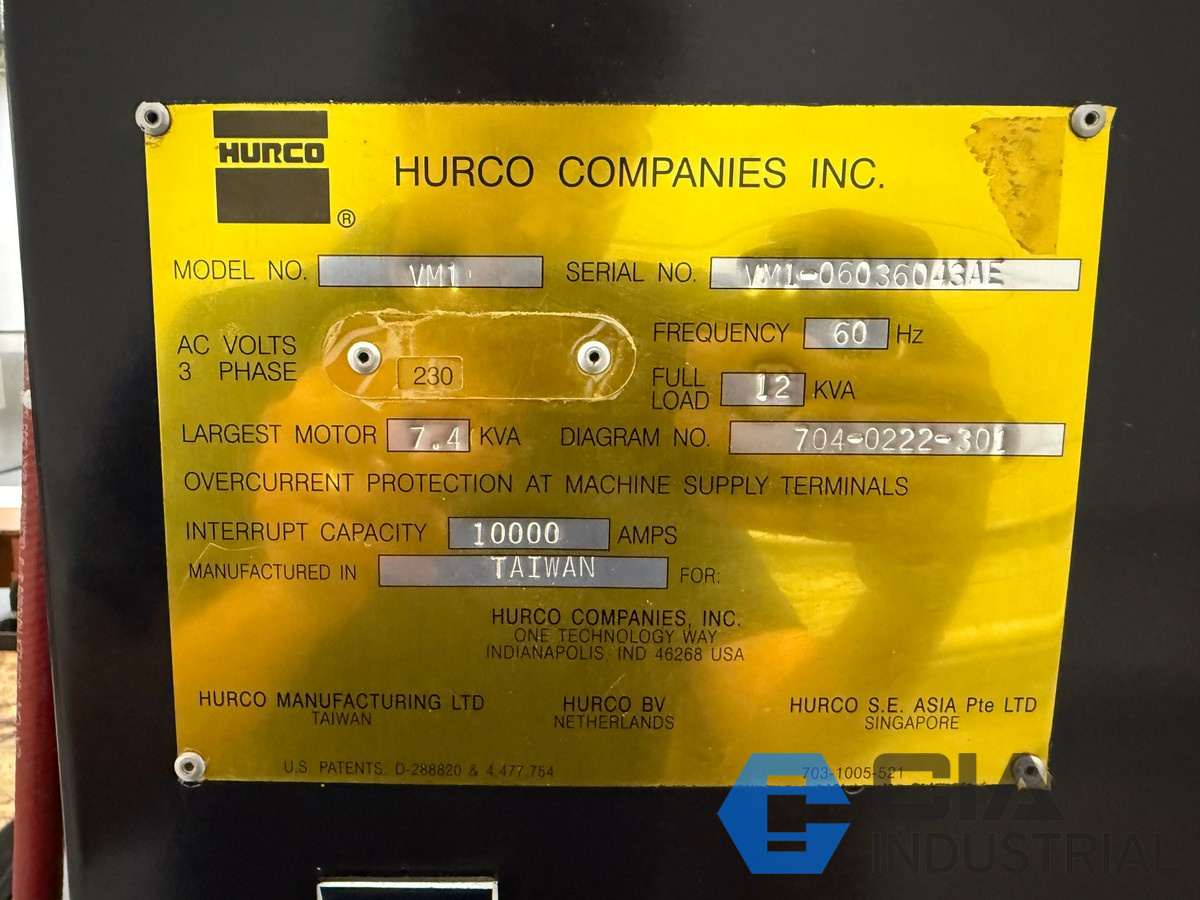 HURCO
®
HURCO COMPANIES INC.
MODEL NO. VM1 SERIAL NO. VM1-06036043AE
AC VOLTS
3 PHASE 230
FREQUENCY 60 Hz
FULL
LOAD 12 KVA
LARGEST MOTOR 7.4 KVA DIAGRAM NO. 704-0222-301
OVERCURRENT PROTECTION AT MACHINE SUPPLY TERMINALS
INTERRUPT CAPACITY 10000 AMPS
MANUFACTURED IN TAIWAN FOR:
HURCO COMPANIES, INC.
ONE TECHNOLOGY WAY
INDIANAPOLIS, IND 46268 USA
HURCO MANUFACTURING LTD
TAIWAN
HURCO BV
NETHERLANDS
HURCO S.E. ASIA Pte LTD
SINGAPORE
U.S. PATENTS D-288820 & 4,477,754
703-1005-521
CIA
INDUSTRIAL